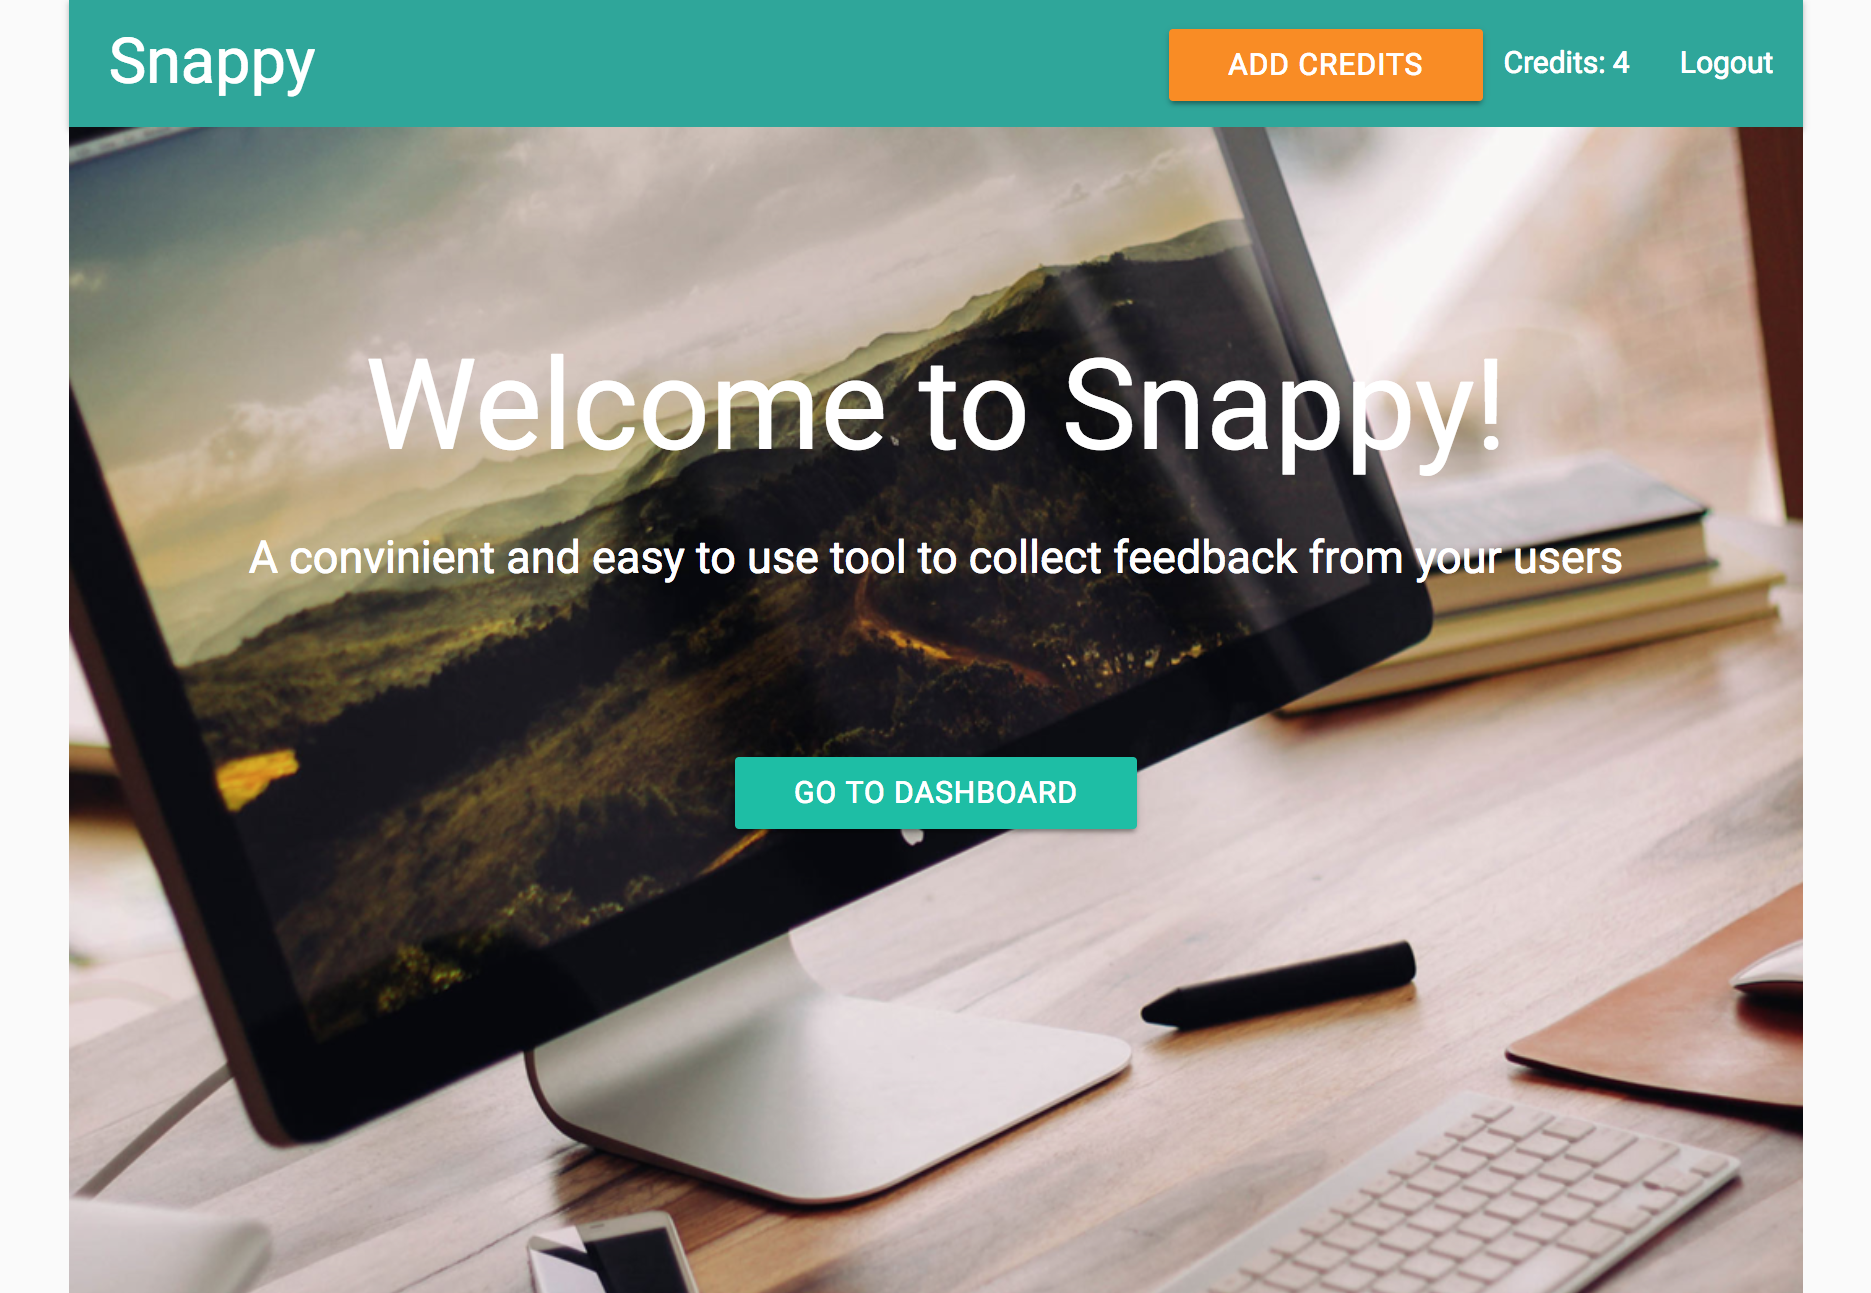 Snappy
ADD CREDITS
Credits: 4
Logout
Welcome to Snappy!
A convinient and easy to use tool to collect feedback from your users
GO TO DASHBOARD